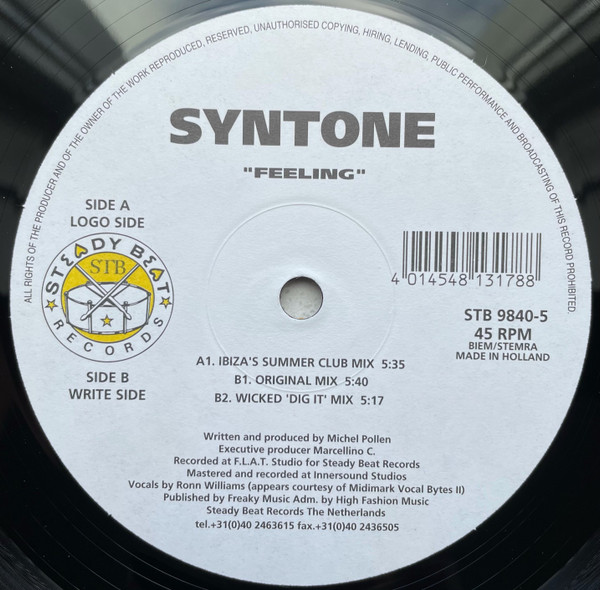 ALL RIGHTS OF THE PRODUCER AND OF THE OWNER OF THE WORK REPRODUCED, RESERVED, UNAUTHORISED COPYING, HIRING, LENDING, PUBLIC PERFORMANCE AND BROADCASTING OF THIS RECORD PROHIBITED.
SYNTONE
"FEELING"
SIDE A
LOGO SIDE
STEADY BEAT
STB
RECORDS
SIDE B
WRITE SIDE
4 014548 131788
STB 9840-5
45 RPM
BIEM/STEMRA
MADE IN HOLLAND
A1. IBIZA'S SUMMER CLUB MIX 5:35
B1. ORIGINAL MIX 5:40
B2. WICKED 'DIG IT' MIX 5:17
Written and produced by Michel Pollen
Executive producer Marcellino C.
Recorded at F.L.A.T. Studio for Steady Beat Records
Mastered and recorded at Innersound Studios
Vocals by Ronn Williams (appears courtesy of Midimark Vocal Bytes II)
Published by Freaky Music Adm. by High Fashion Music
Steady Beat Records The Netherlands
tel.+31(0)40 2463615 fax.+31(0)40 2436505